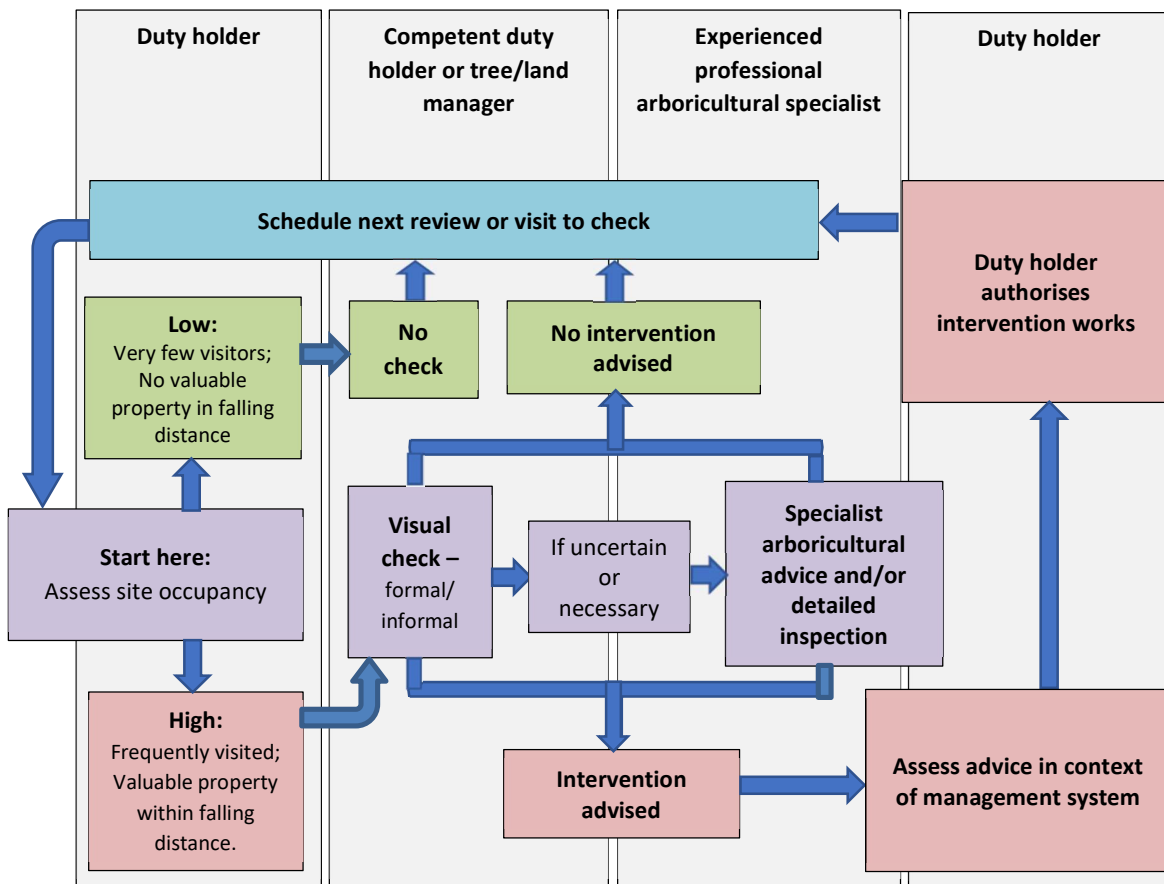 Duty holder
Competent duty
holder or tree/land
manager
Experienced
professional
arboricultural specialist
Duty holder
Schedule next review or visit to check
Duty holder
authorises
intervention works
Low:
Very few visitors;
No valuable
property in falling
distance
No
check
No intervention
advised
Start here:
Assess site occupancy
Visual
check –
formal/
informal
If uncertain
or
necessary
Specialist
arboricultural
advice and/or
detailed
inspection
High:
Frequently visited;
Valuable property
within falling
distance.
Intervention
advised
Assess advice in context
of management system